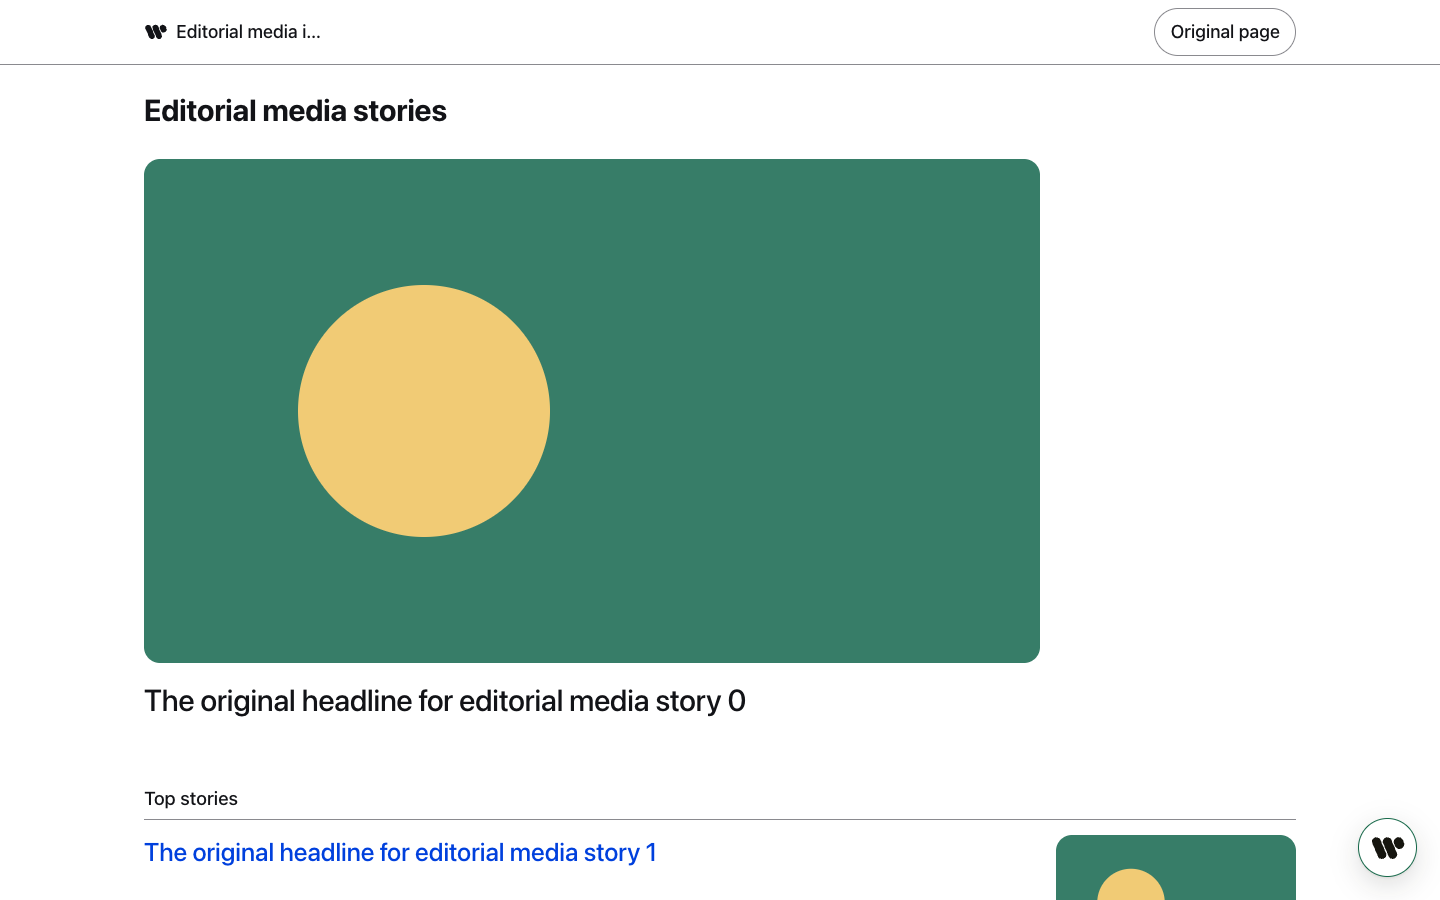 Editorial media i...
Original page
Editorial media stories
The original headline for editorial media story 0
Top stories
The original headline for editorial media story 1